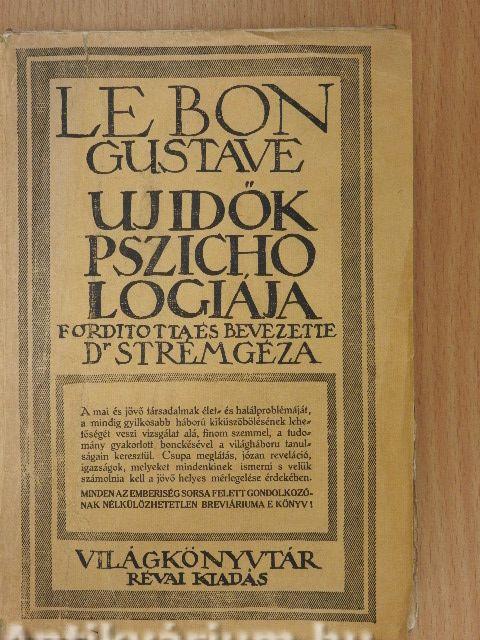 LE BON
GUSTAVE
UJ IDŐK
PSZICHO
LOGIÁJA
FORDITOTTA ÉS BEVEZETTE
Dr STRÉM GÉZA
A mai és jövő társadalmak élet- és halálproblémáját,
a mindig gyilkosabb háború kiküszöbölésének lehe-
tőségét veszi vizsgálat alá, finom szemmel, a tudo-
mány gyakorlott bonckésével a világháboru tanul-
ságain keresztül. Csupa meglátás, józan reveláció,
igazságok, melyeket mindenkinek ismerni s velük
számolnia kell a jövő helyes mérlegelése érdekében.
MINDEN AZ EMBERISÉG SORSA FELETT GONDOLKOZÓ-
NAK NÉLKÜLÖZHETETLEN BREVIÁRIUMA E KÖNYV!
VILÁGKÖNYVTÁR
RÉVAI KIADÁS
Antikvárium.hu